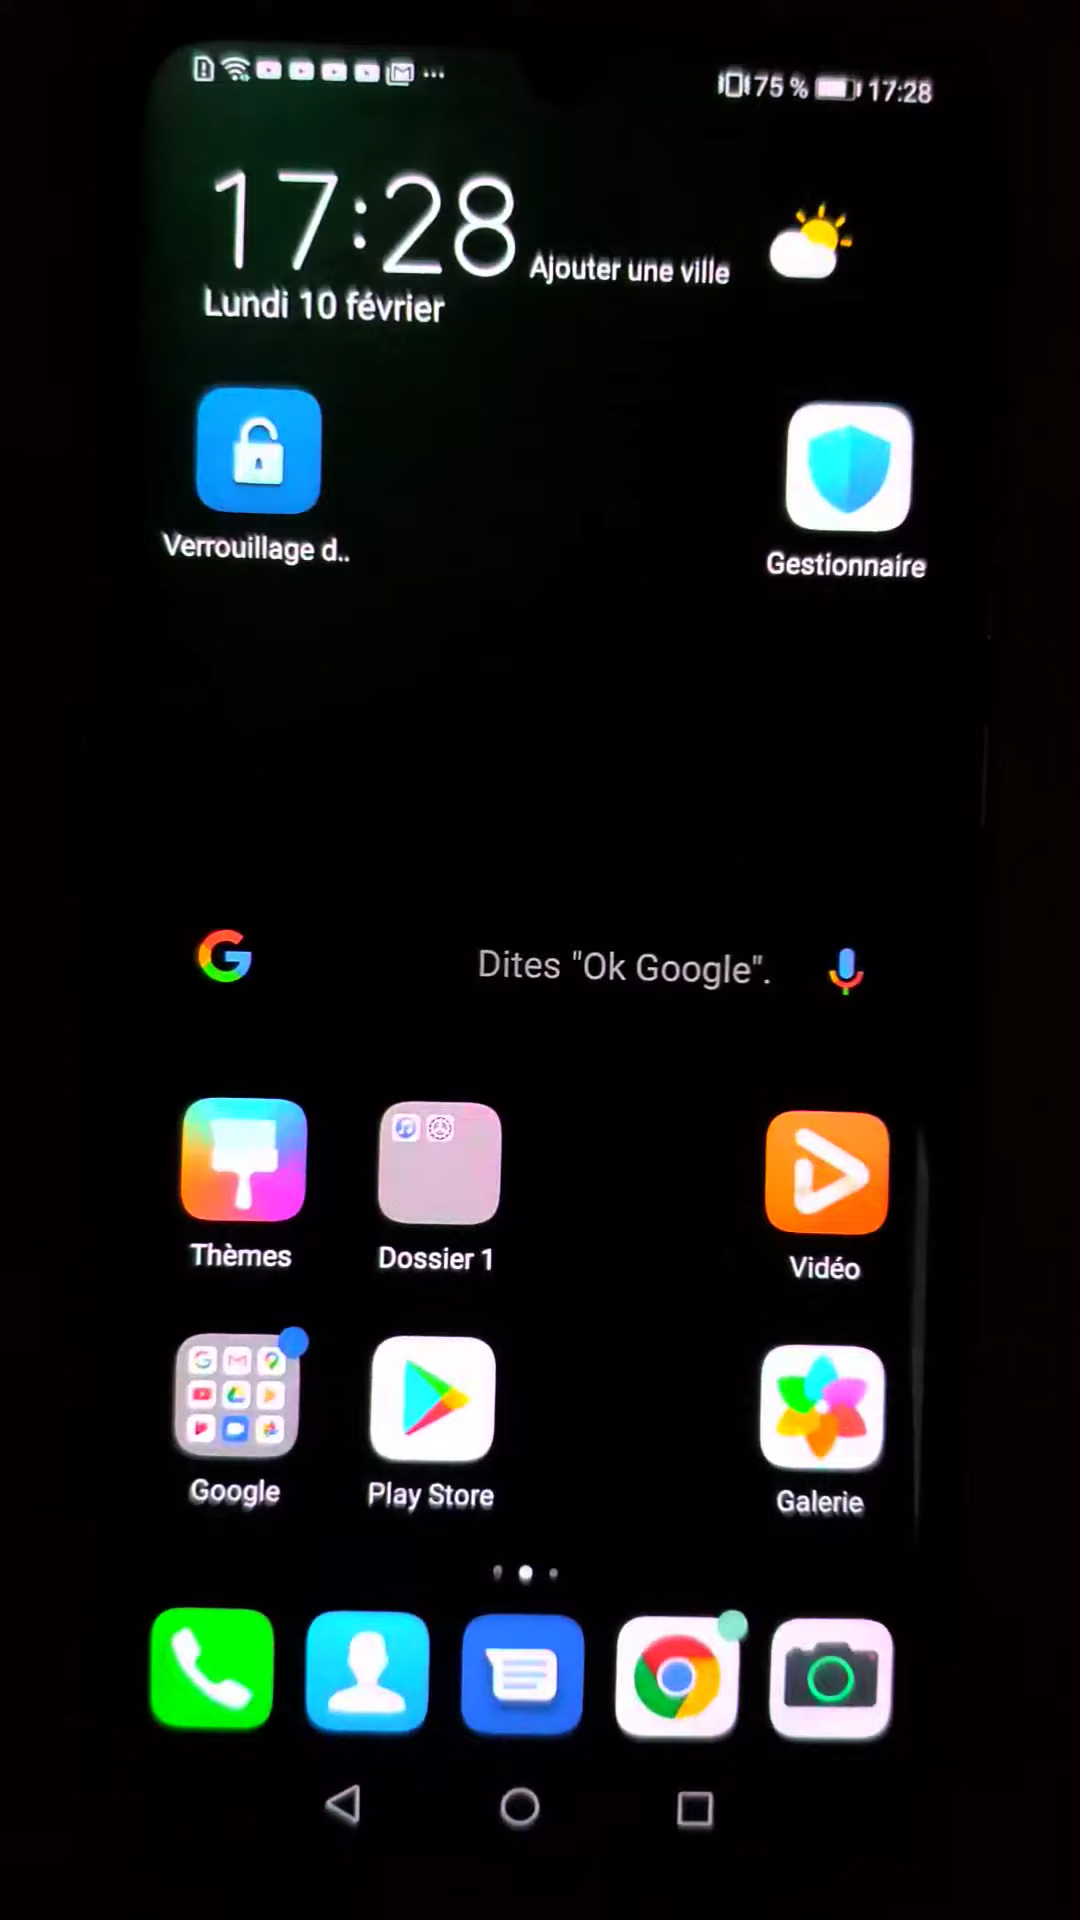 75 % 17:28
17:28
Ajouter une ville
Lundi 10 février
Verrouillage d..
Gestionnaire
Dites "Ok Google".
Thèmes
Dossier 1
Vidéo
Google
Play Store
Galerie